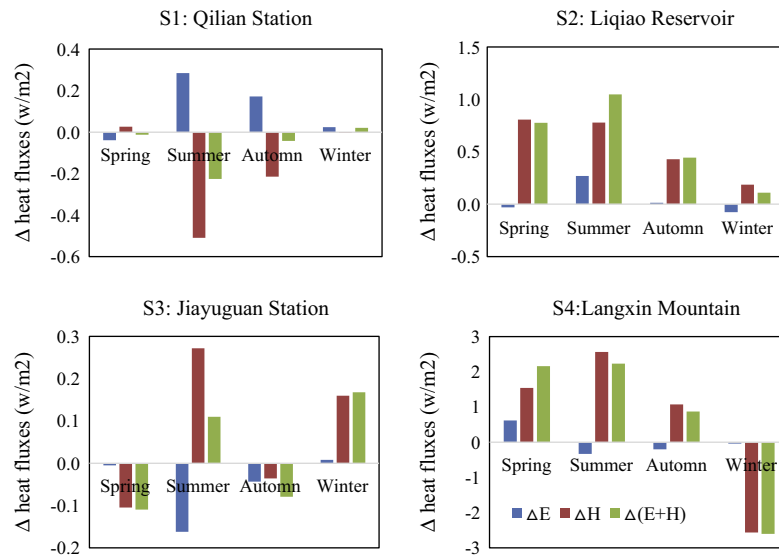 S1: Qilian Station
Δ heat fluxes (w/m2)
0.4
0.2
0.0
-0.2
-0.4
-0.6
Spring Summer Automn Winter
S2: Liqiao Reservoir
Δ heat fluxes (w/m2)
1.5
1.0
0.5
0.0
-0.5
Spring Summer Automn Winter
S3: Jiayuguan Station
Δ heat fluxes (w/m2)
0.3
0.2
0.1
0.0
-0.1
-0.2
Spring Summer Automn Winter
S4:Langxin Mountain
Δ heat fluxes (w/m2)
3
2
1
0
-1
-2
-3
Spring Summer Automn Winter
ΔE ΔH Δ(E+H)